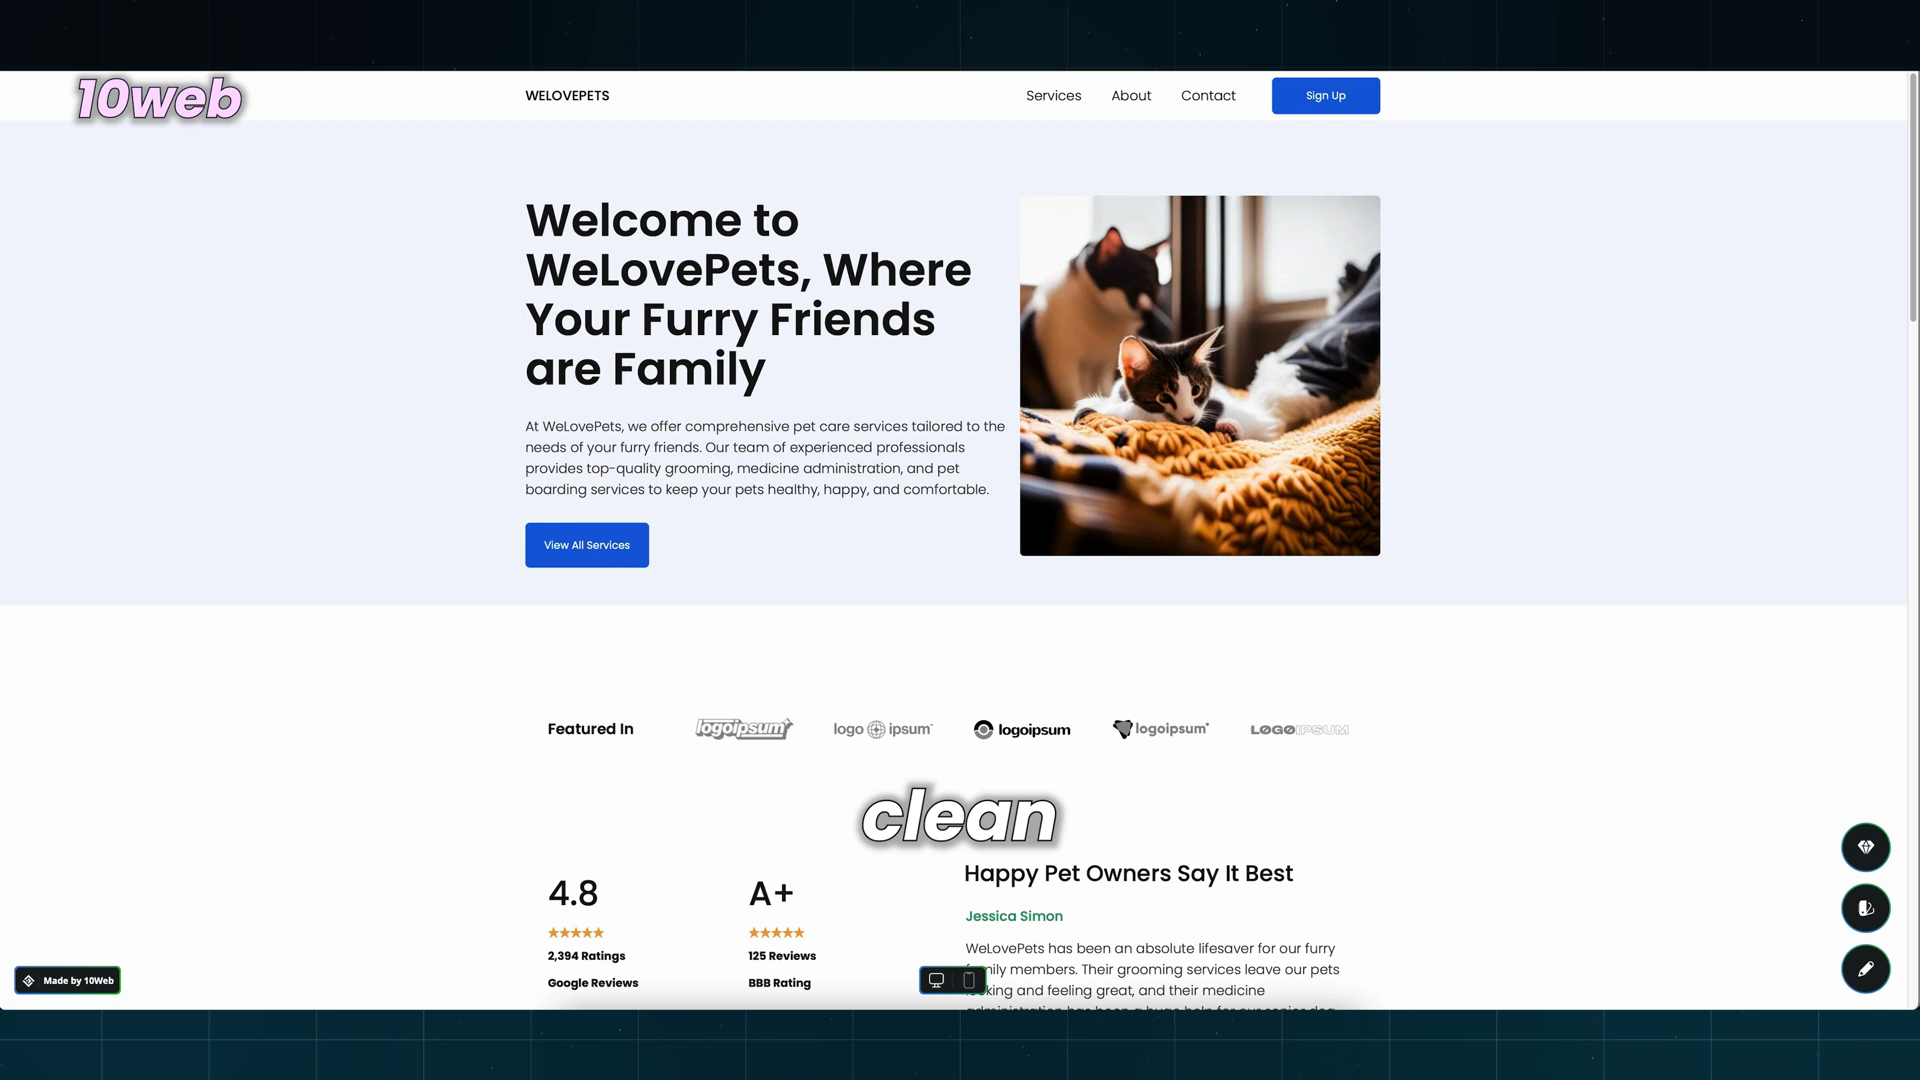 10web
WELOVEPETS
Services
About
Contact
Sign Up
Welcome to
WeLovePets, Where
Your Furry Friends
are Family
At WeLovePets, we offer comprehensive pet care services tailored to the
needs of your furry friends. Our team of experienced professionals
provides top-quality grooming, medicine administration, and pet
boarding services to keep your pets healthy, happy, and comfortable.
View All Services
Featured In
logoipsum
logo ipsum
logoipsum
logoipsum
LOGOIPSUM
clean
4.8
2,394 Ratings
Google Reviews
A+
125 Reviews
BBB Rating
Happy Pet Owners Say It Best
Jessica Simon
WeLovePets has been an absolute lifesaver for our furry
members. Their grooming services leave our pets
and feeling great, and their medicine
Made by 10Web